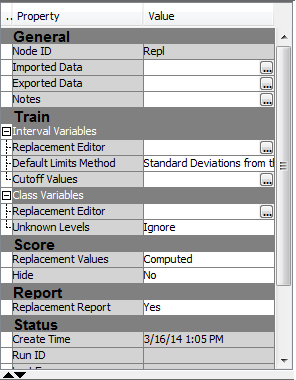 .. Property Value
General
Node ID Repl
Imported Data ...
Exported Data ...
Notes ...
Train
Interval Variables
Replacement Editor ...
Default Limits Method Standard Deviations from th
Cutoff Values ...
Class Variables
Replacement Editor ...
Unknown Levels Ignore
Score
Replacement Values Computed
Hide No
Report
Replacement Report Yes
Status
Create Time 3/16/14 1:05 PM
Run ID